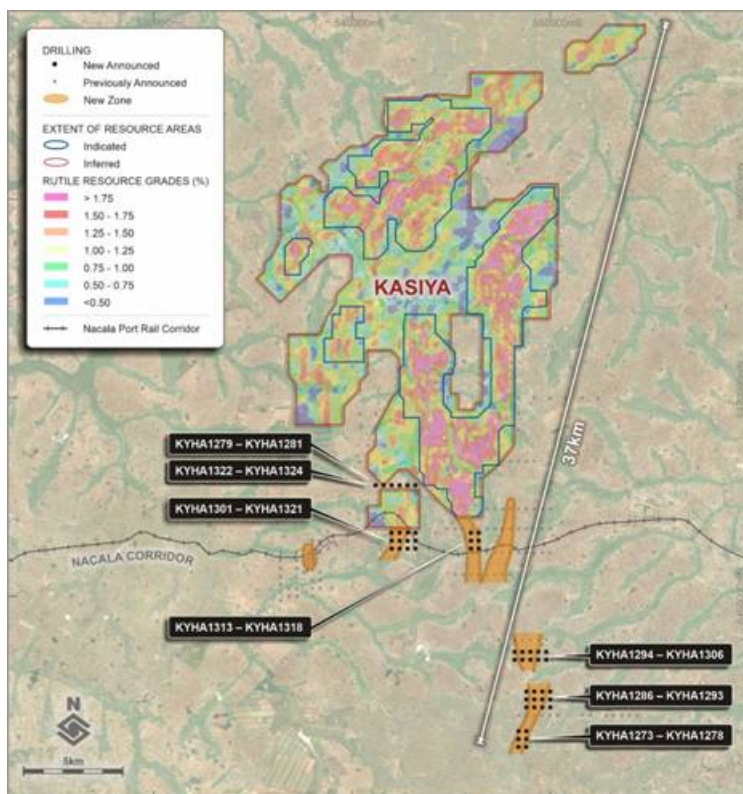 DRILLING
New Announced
Previously Announced
New Zone
EXTENT OF RESOURCE AREAS
Indicated
Inferred
RUTILE RESOURCE GRADES (%)
> 1.75
1.50 - 1.75
1.25 - 1.50
1.00 - 1.25
0.75 - 1.00
0.50 - 0.75
<0.50
Nacala Port Rail Corridor
KASIYA
37km
KYHA1279 – KYHA1281
KYHA1322 – KYHA1324
KYHA1301 – KYHA1321
NACALA CORRIDOR
KYHA1313 – KYHA1318
KYHA1294 – KYHA1306
KYHA1286 – KYHA1293
KYHA1273 – KYHA1278
N
5km